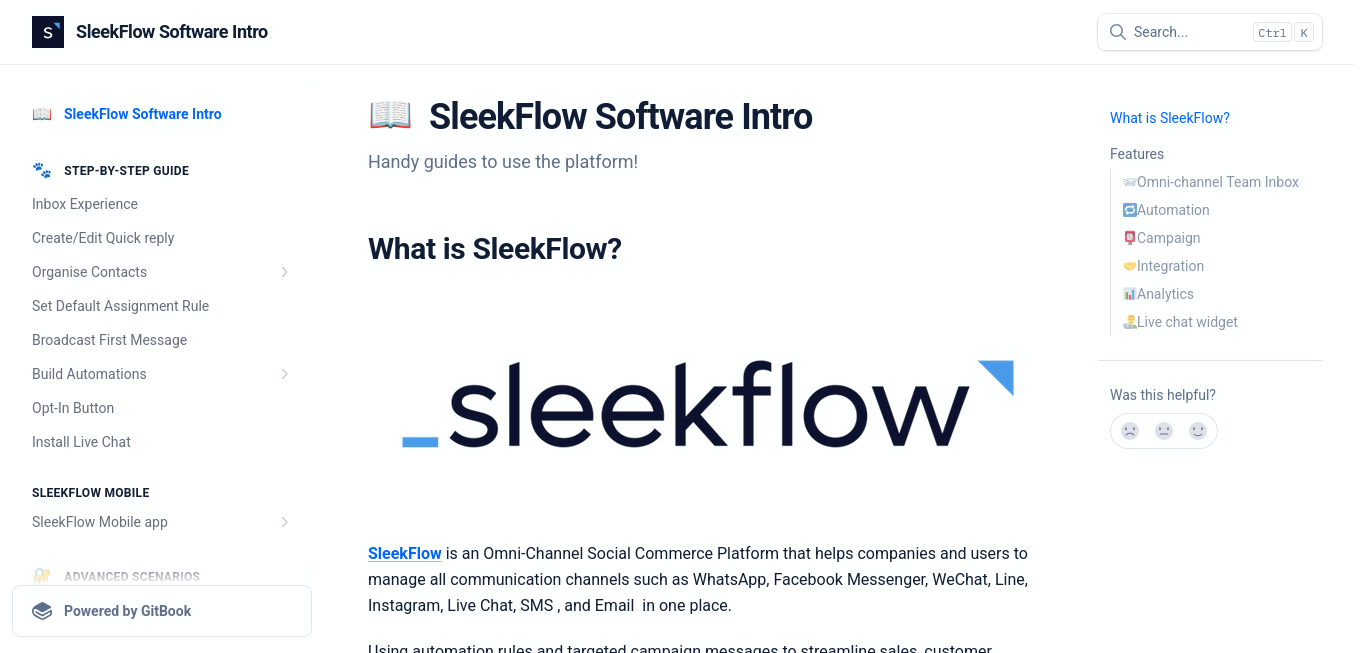 S SleekFlow Software Intro
Search... Ctrl K
SleekFlow Software Intro
STEP-BY-STEP GUIDE
Inbox Experience
Create/Edit Quick reply
Organise Contacts
Set Default Assignment Rule
Broadcast First Message
Build Automations
Opt-In Button
Install Live Chat
SLEEKFLOW MOBILE
SleekFlow Mobile app
ADVANCED SCENARIOS
Powered by GitBook
SleekFlow Software Intro
Handy guides to use the platform!
What is SleekFlow?
_sleekflow
SleekFlow is an Omni-Channel Social Commerce Platform that helps companies and users to
manage all communication channels such as WhatsApp, Facebook Messenger, WeChat, Line,
Instagram, Live Chat, SMS , and Email  in one place.
Using automation rules and targeted campaign messages to streamline sales, customer
What is SleekFlow?
Features
Omni-channel Team Inbox
Automation
Campaign
Integration
Analytics
Live chat widget
Was this helpful?